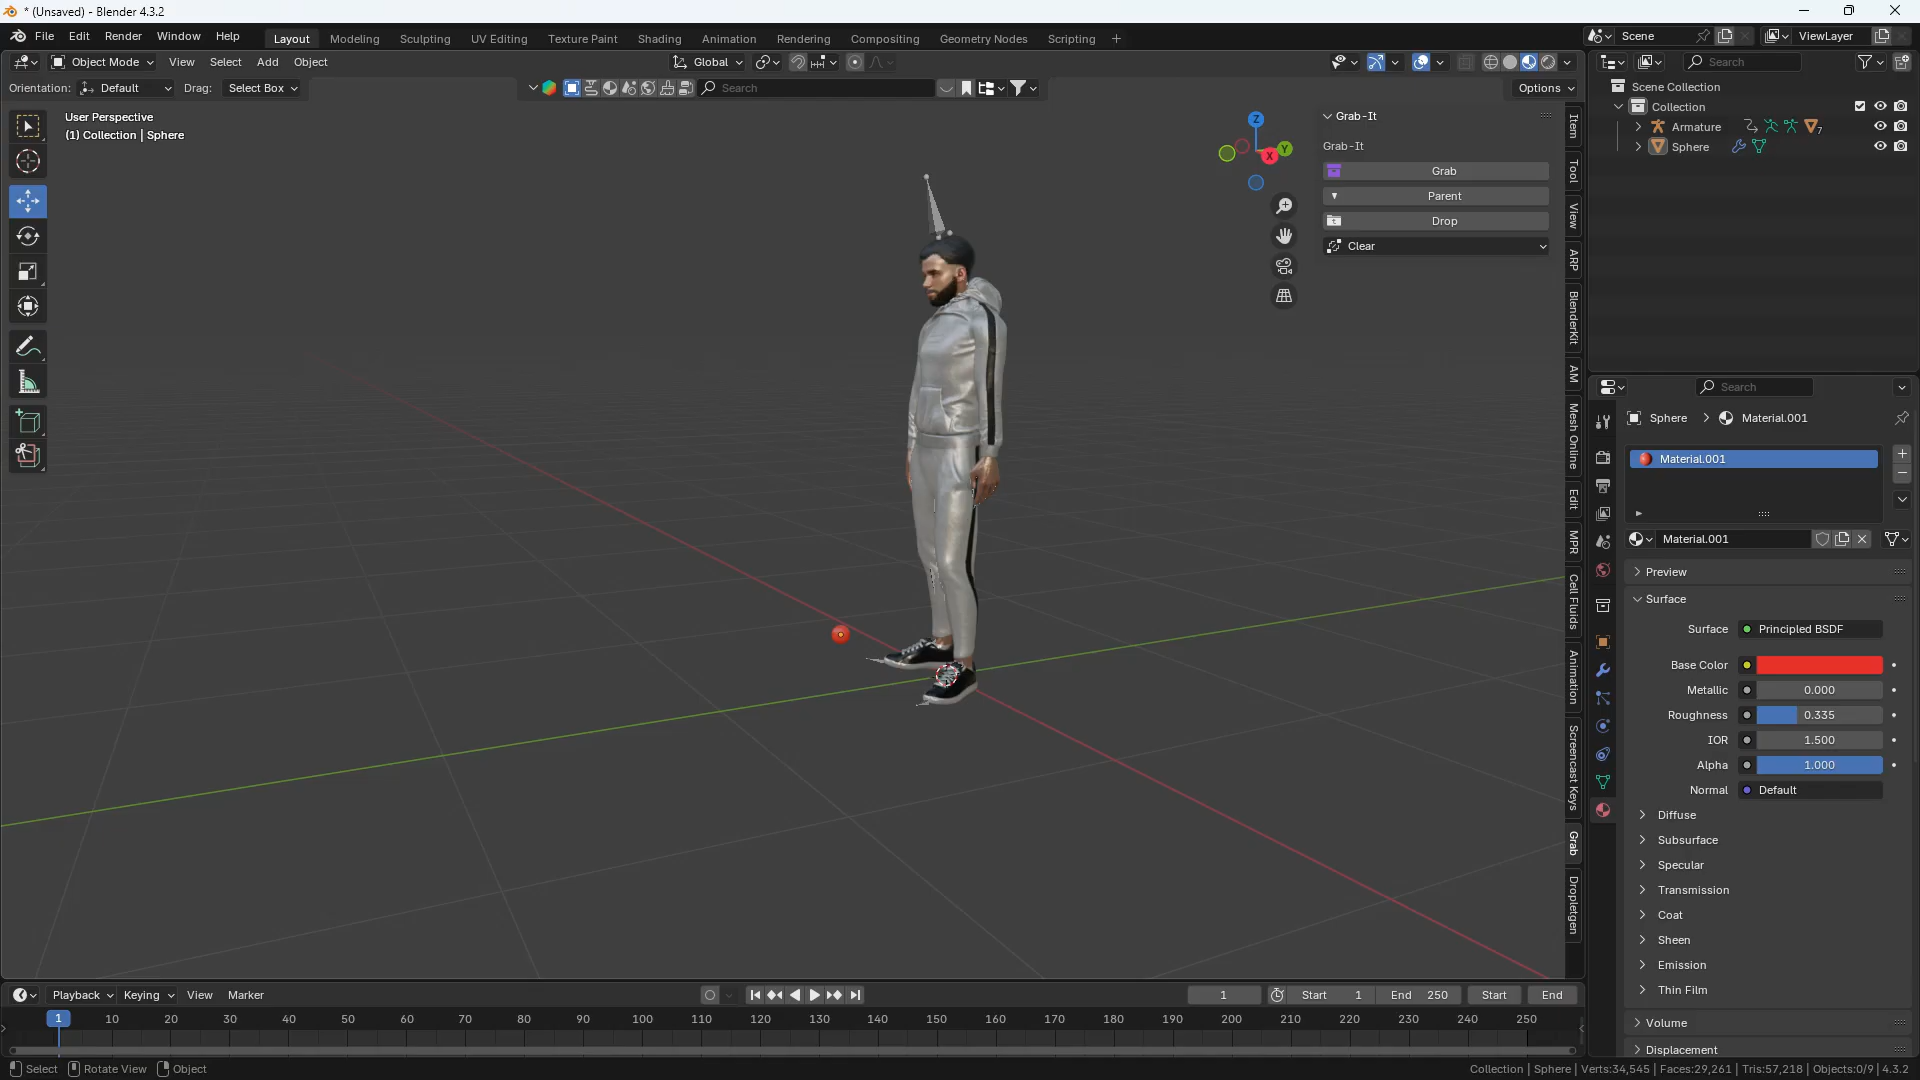 * (Unsaved) - Blender 4.3.2
File Edit Render Window Help
Layout Modeling Sculpting UV Editing Texture Paint Shading Animation Rendering Compositing Geometry Nodes Scripting +
Scene
ViewLayer
Object Mode View Select Add Object
Global
Orientation: Default Drag: Select Box
Search
Options
User Perspective
(1) Collection | Sphere
Z
Y
X
Grab-It
Grab-It
Grab
Parent
Drop
Clear
Item
Tool
View
ARP
BlenderKit
AM
Mesh Online
Edit
MPR
Cell Fluids
Animation
Screencast Keys
Grab
Dropletgen
Search
Scene Collection
Collection
Armature 7
Sphere
Search
Sphere > Material.001
Material.001
Material.001
Preview
Surface
Surface Principled BSDF
Base Color
Metallic 0.000
Roughness 0.335
IOR 1.500
Alpha 1.000
Normal Default
Diffuse
Subsurface
Specular
Transmission
Coat
Sheen
Emission
Thin Film
Volume
Displacement
Playback Keying View Marker
1 Start 1 End 250 Start End
1 10 20 30 40 50 60 70 80 90 100 110 120 130 140 150 160 170 180 190 200 210 220 230 240 250
Select Rotate View Object
Collection | Sphere | Verts:34,545 | Faces:29,261 | Tris:57,218 | Objects:0/9 | 4.3.2